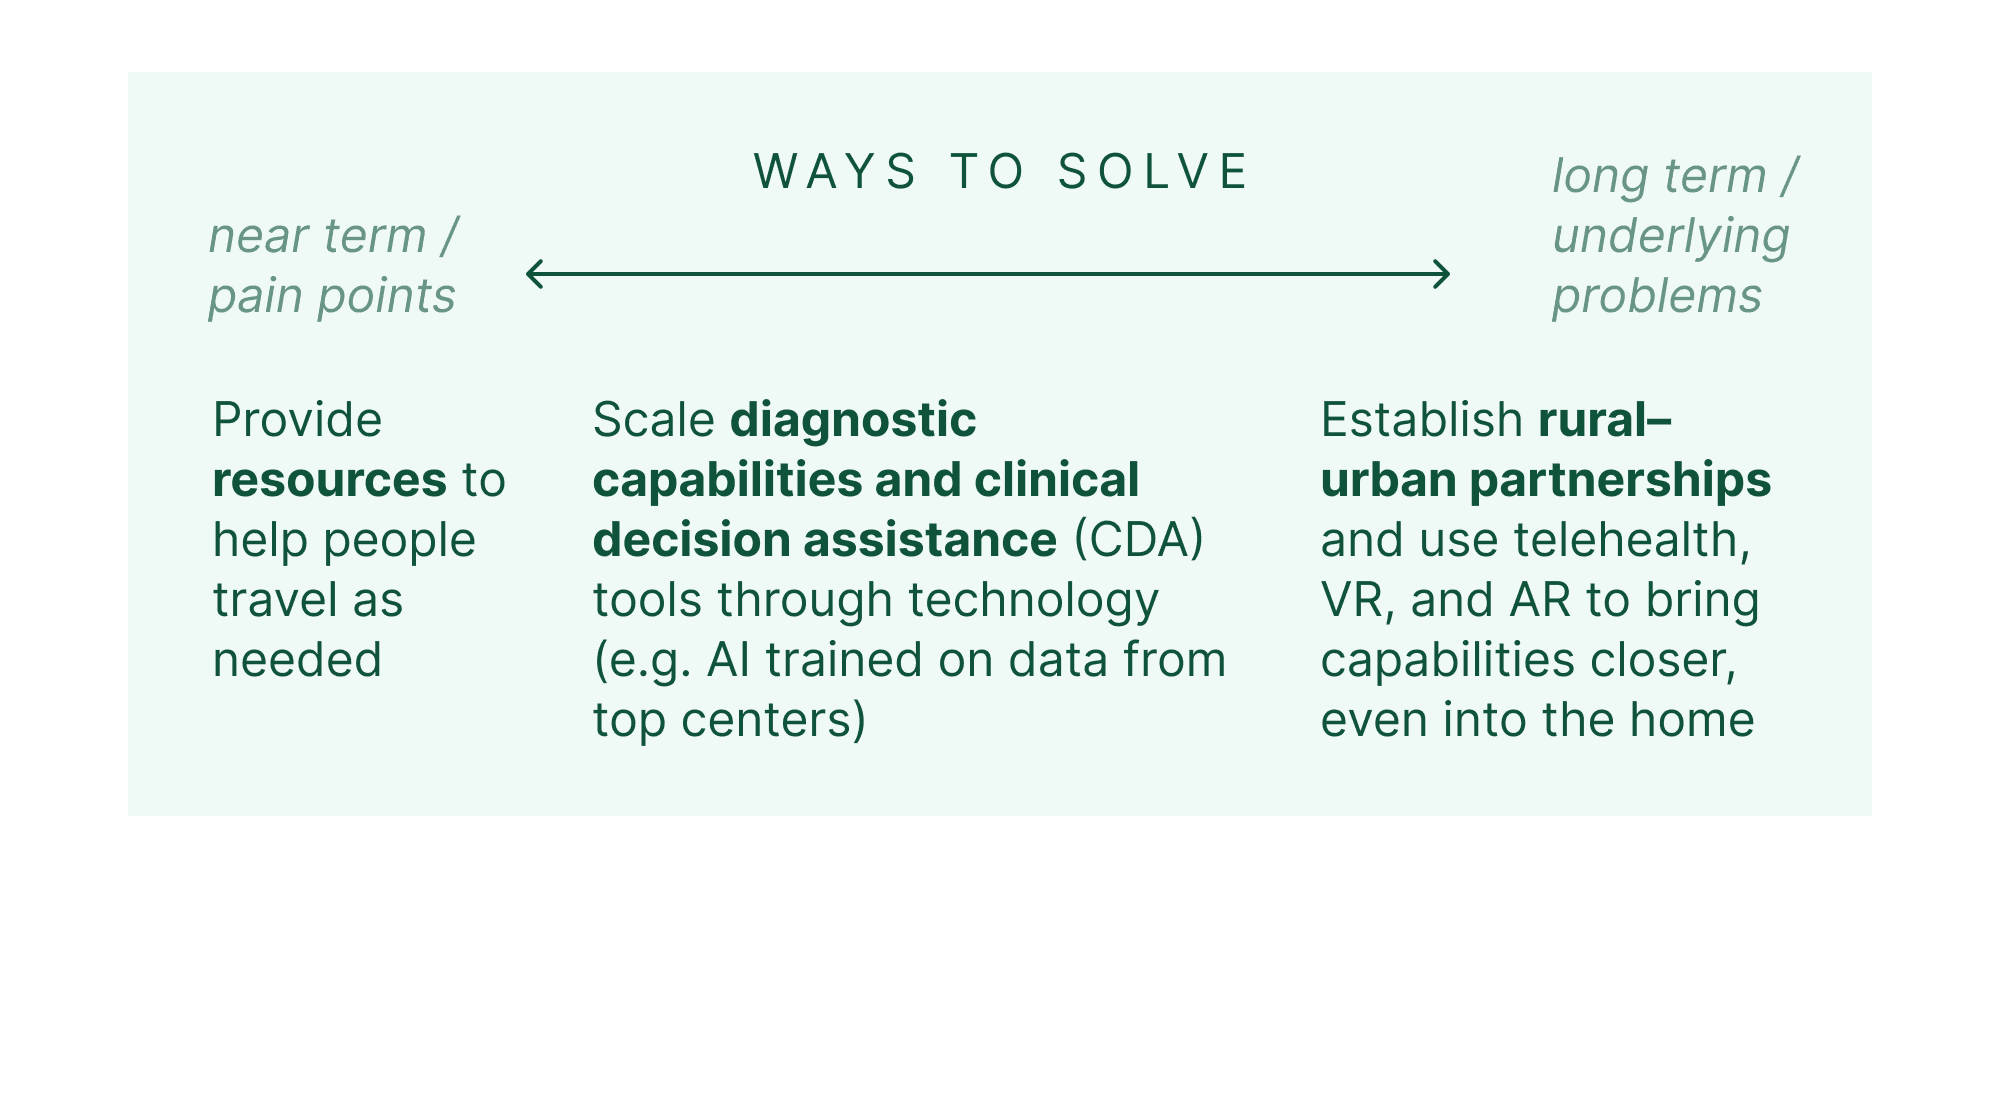 WAYS TO SOLVE
near term /
pain points
long term /
underlying
problems
Provide
resources to
help people
travel as
needed
Scale diagnostic
capabilities and clinical
decision assistance (CDA)
tools through technology
(e.g. AI trained on data from
top centers)
Establish rural–
urban partnerships
and use telehealth,
VR, and AR to bring
capabilities closer,
even into the home